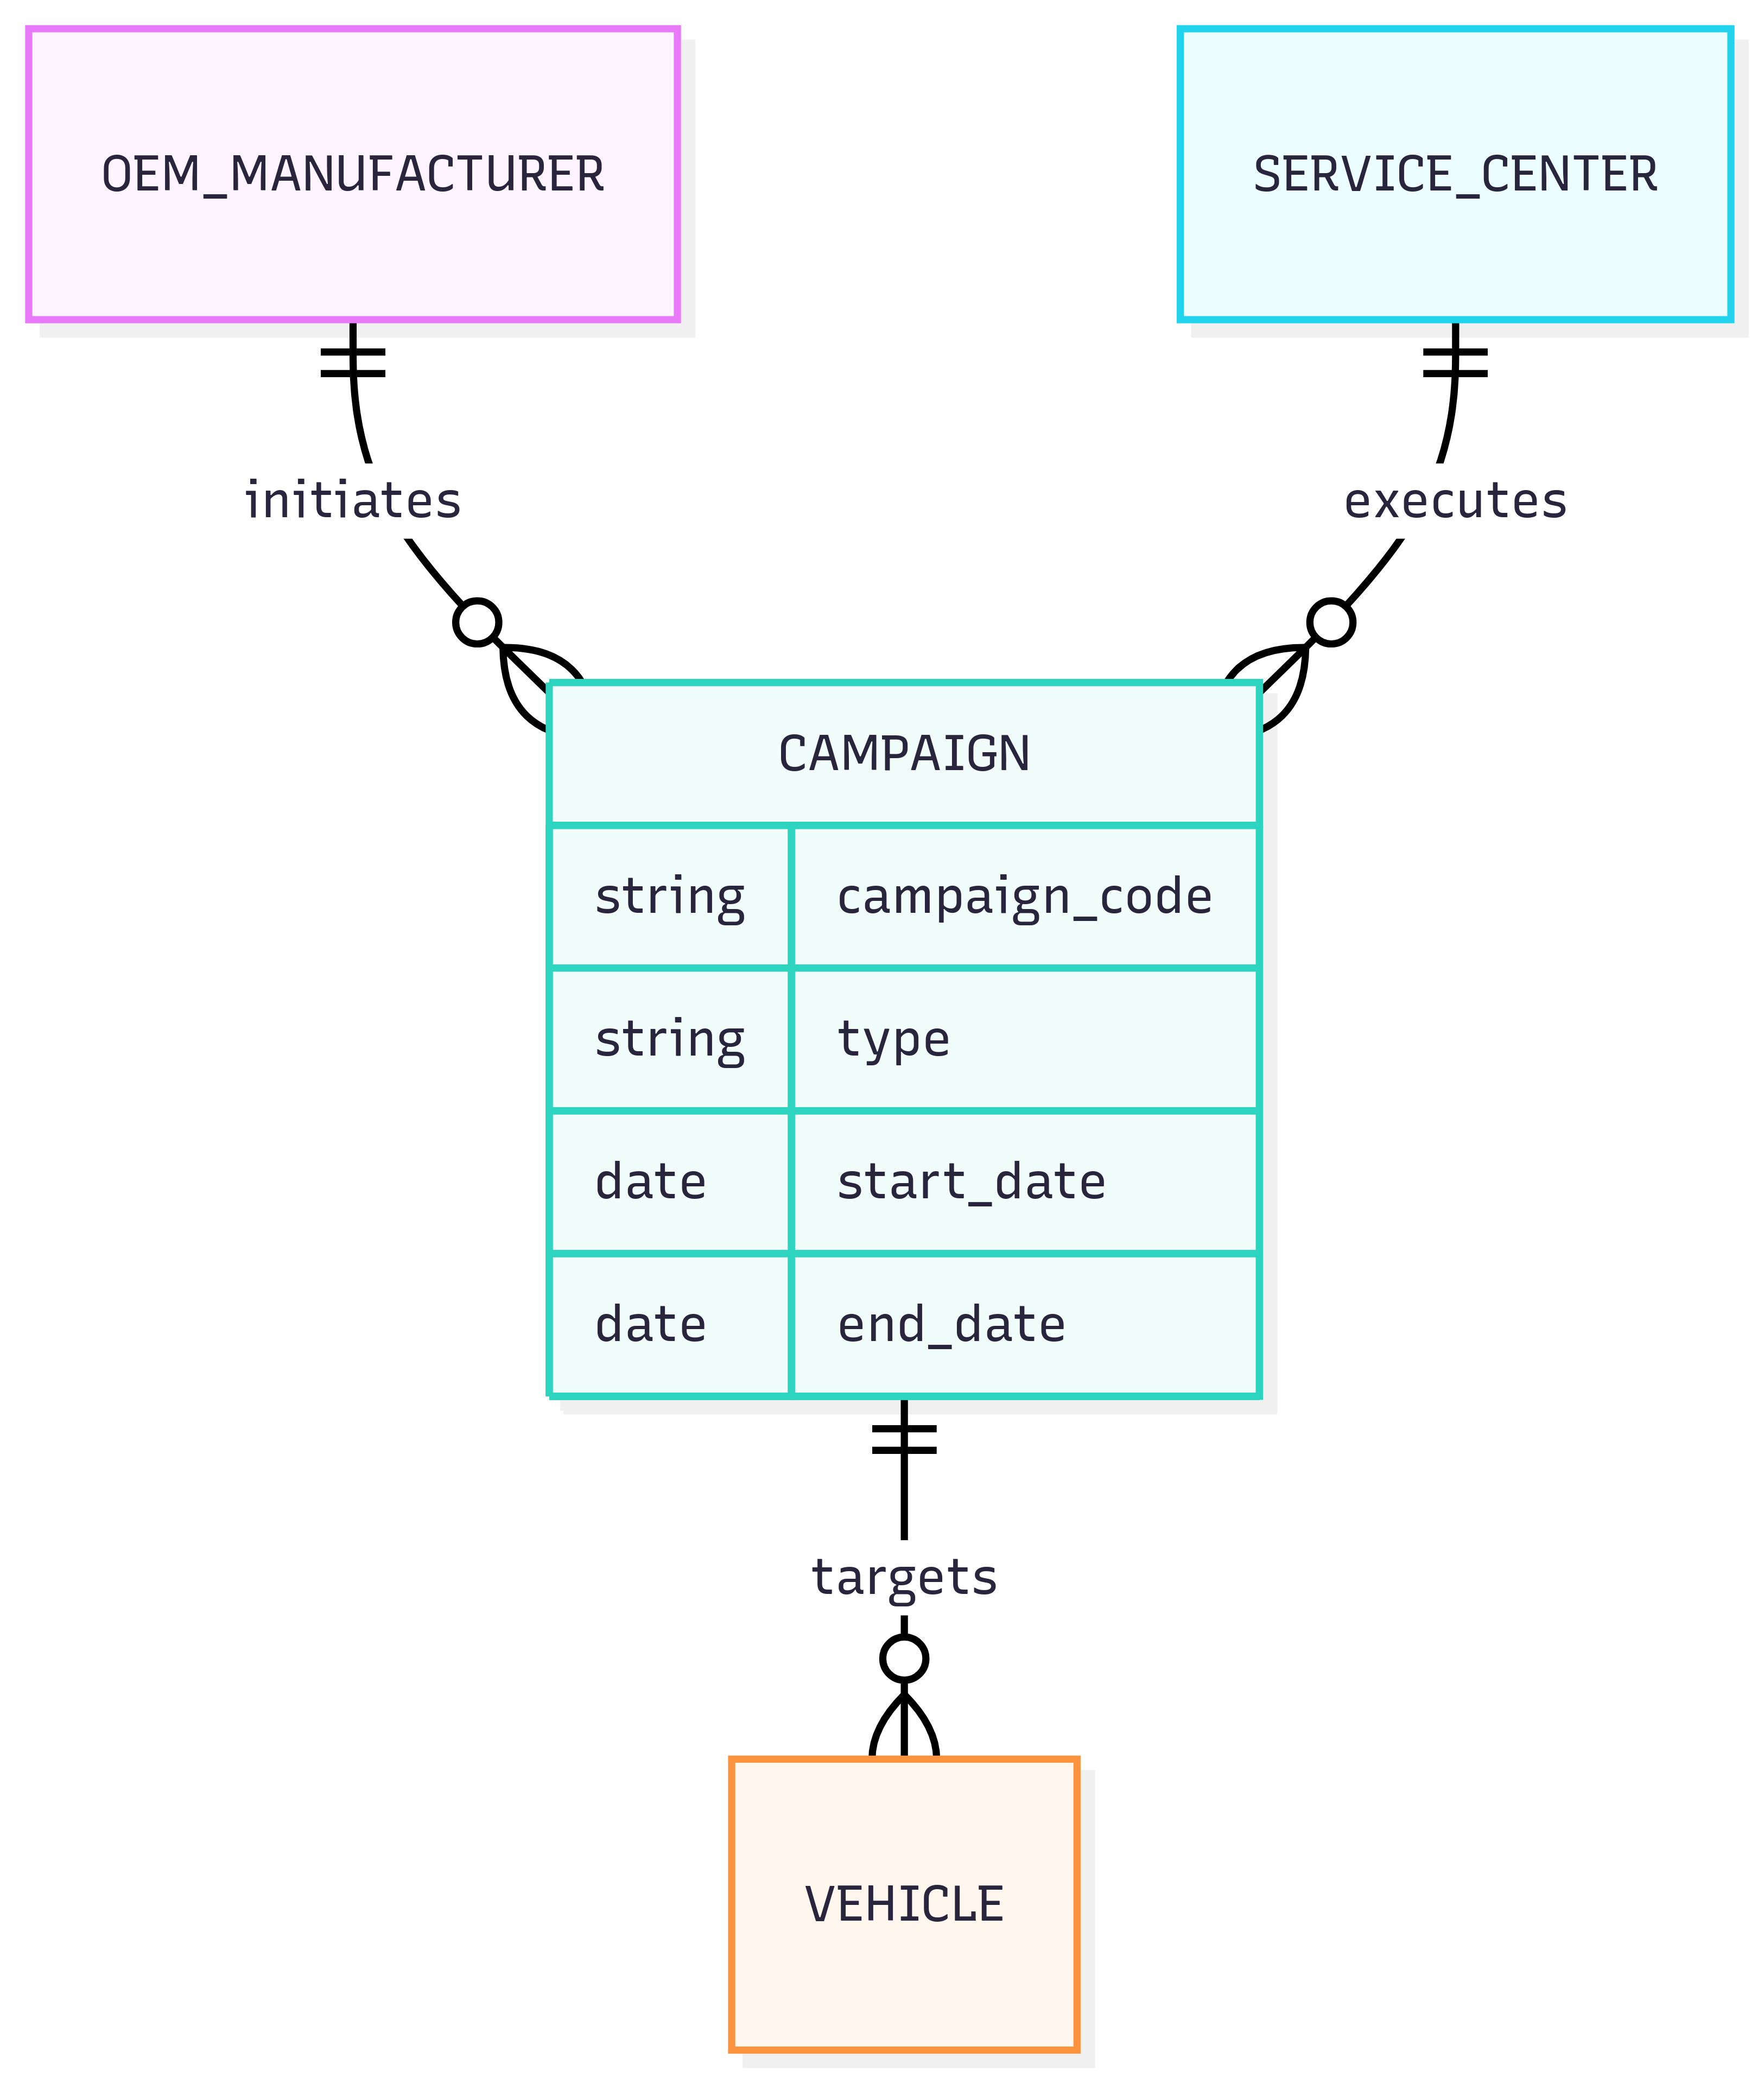 OEM_MANUFACTURER
SERVICE_CENTER
initiates
executes
CAMPAIGN
string campaign_code
string type
date start_date
date end_date
targets
VEHICLE